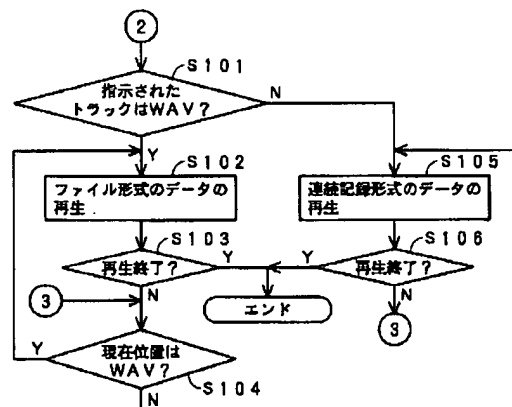 2
S101
指示された
トラックはWAV?
N
Y
S102
S105
ファイル形式のデータの
再生
連続記録形式のデータの
再生
S103
S106
再生終了?
Y
Y
再生終了?
3
N
エンド
N
3
Y
現在位置は
WAV?
S104
N